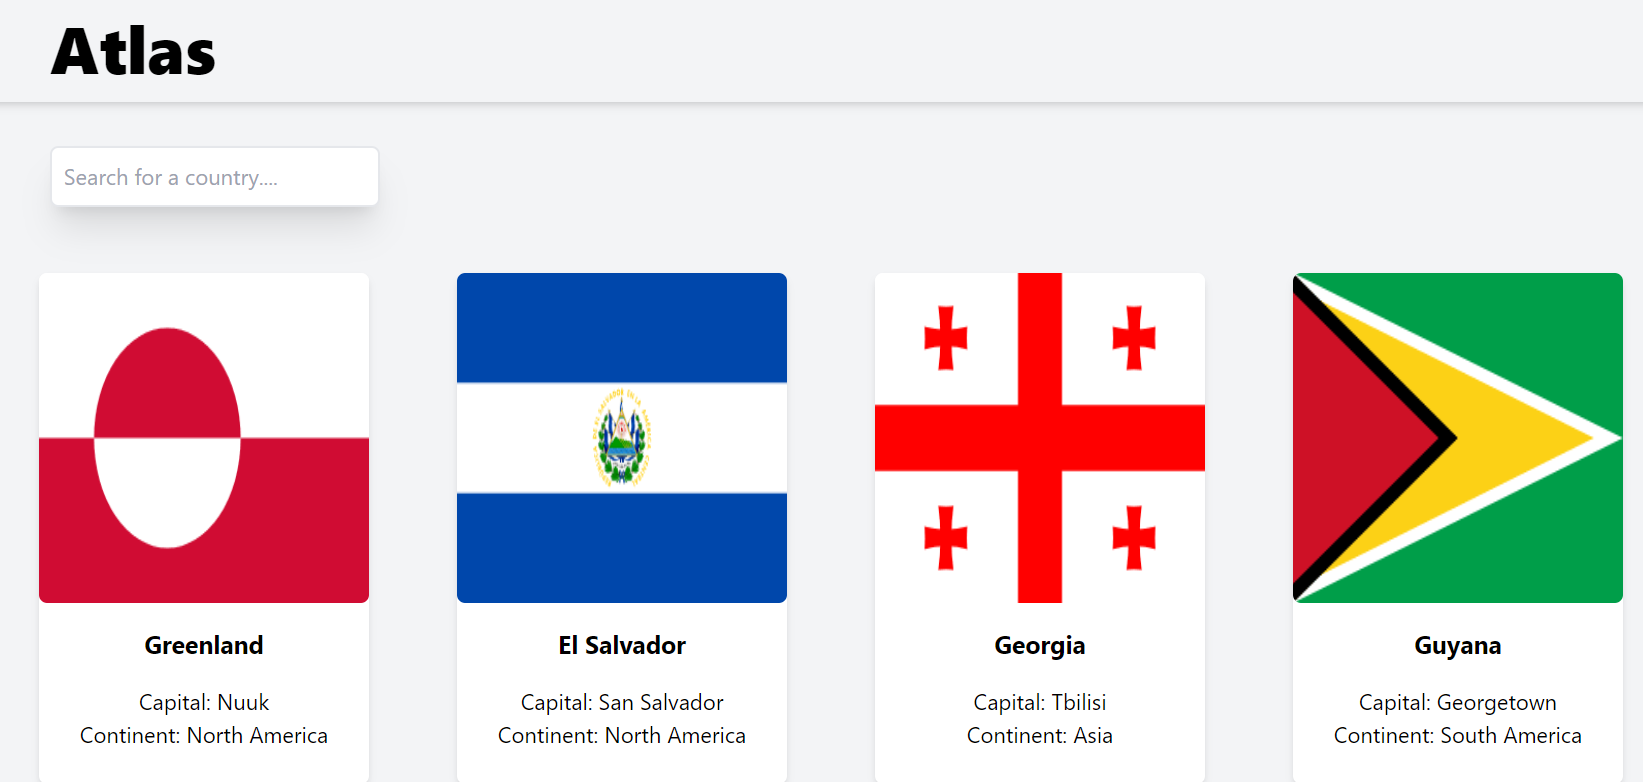 Atlas
Search for a country....
Greenland
Capital: Nuuk
Continent: North America
El Salvador
Capital: San Salvador
Continent: North America
Georgia
Capital: Tbilisi
Continent: Asia
Guyana
Capital: Georgetown
Continent: South America